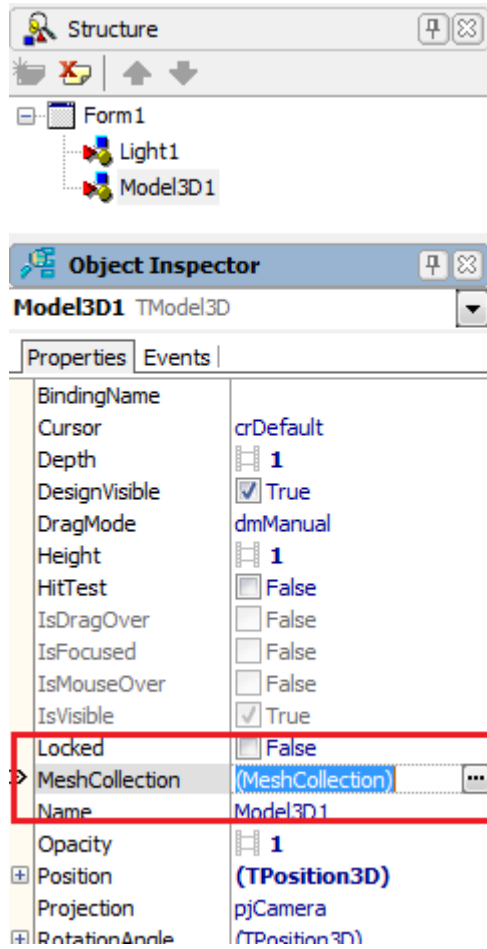 Structure
Form1
Light1
Model3D1
Object Inspector
Model3D1 TModel3D
Properties Events
BindingName
Cursor crDefault
Depth 1
DesignVisible True
DragMode dmManual
Height 1
HitTest False
IsDragOver False
IsFocused False
IsMouseOver False
IsVisible True
Locked False
MeshCollection (MeshCollection) ...
Name Model3D1
Opacity 1
Position (TPosition3D)
Projection pjCamera
RotationAngle (TPosition3D)